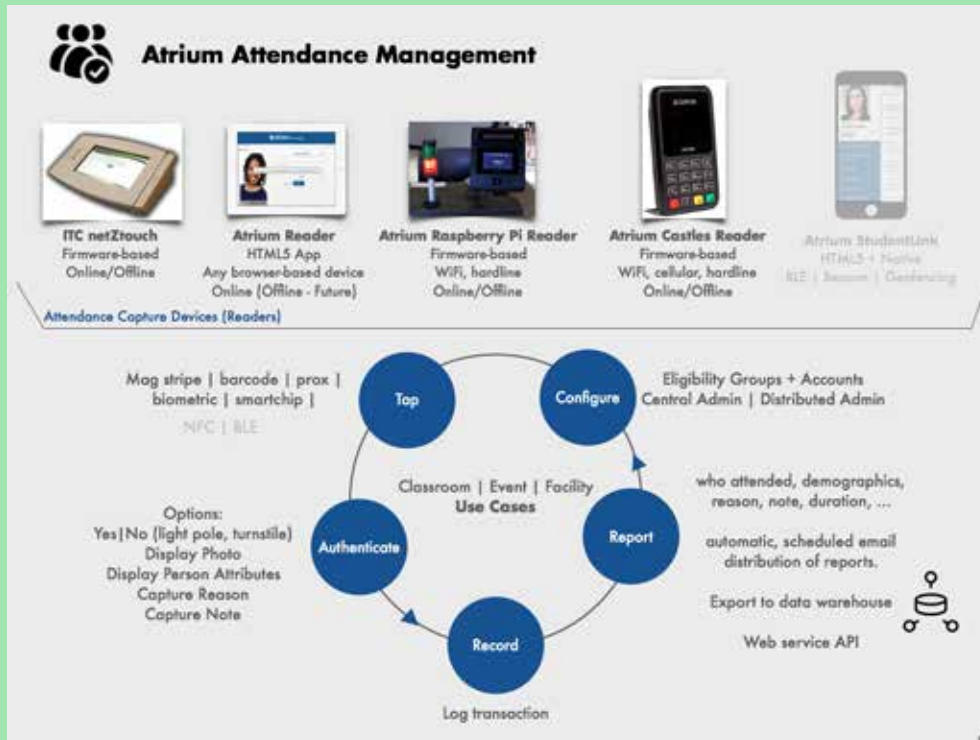 Atrium Attendance Management
ITC netZtouch
Firmware-based
Online/Offline
Atrium Reader
HTML5 App
Any browser-based device
Online (Offline - Future)
Atrium Raspberry Pi Reader
Firmware-based
WiFi, hardline
Online/Offline
Atrium Castles Reader
Firmware-based
WiFi, cellular, hardline
Online/Offline
Atrium StudentLink
HTML5 + Native
BLE | Beacon | Geofencing
Attendance Capture Devices (Readers)
Mag stripe | barcode | prox |
biometric | smartchip |
NFC | BLE
Tap
Configure
Eligibility Groups + Accounts
Central Admin | Distributed Admin
Classroom | Event | Facility
Use Cases
Options:
Yes|No (light pole, turnstile)
Display Photo
Display Person Attributes
Capture Reason
Capture Note
Authenticate
Report
who attended, demographics,
reason, note, duration, ...
automatic, scheduled email
distribution of reports.
Export to data warehouse
Web service API
Record
Log transaction